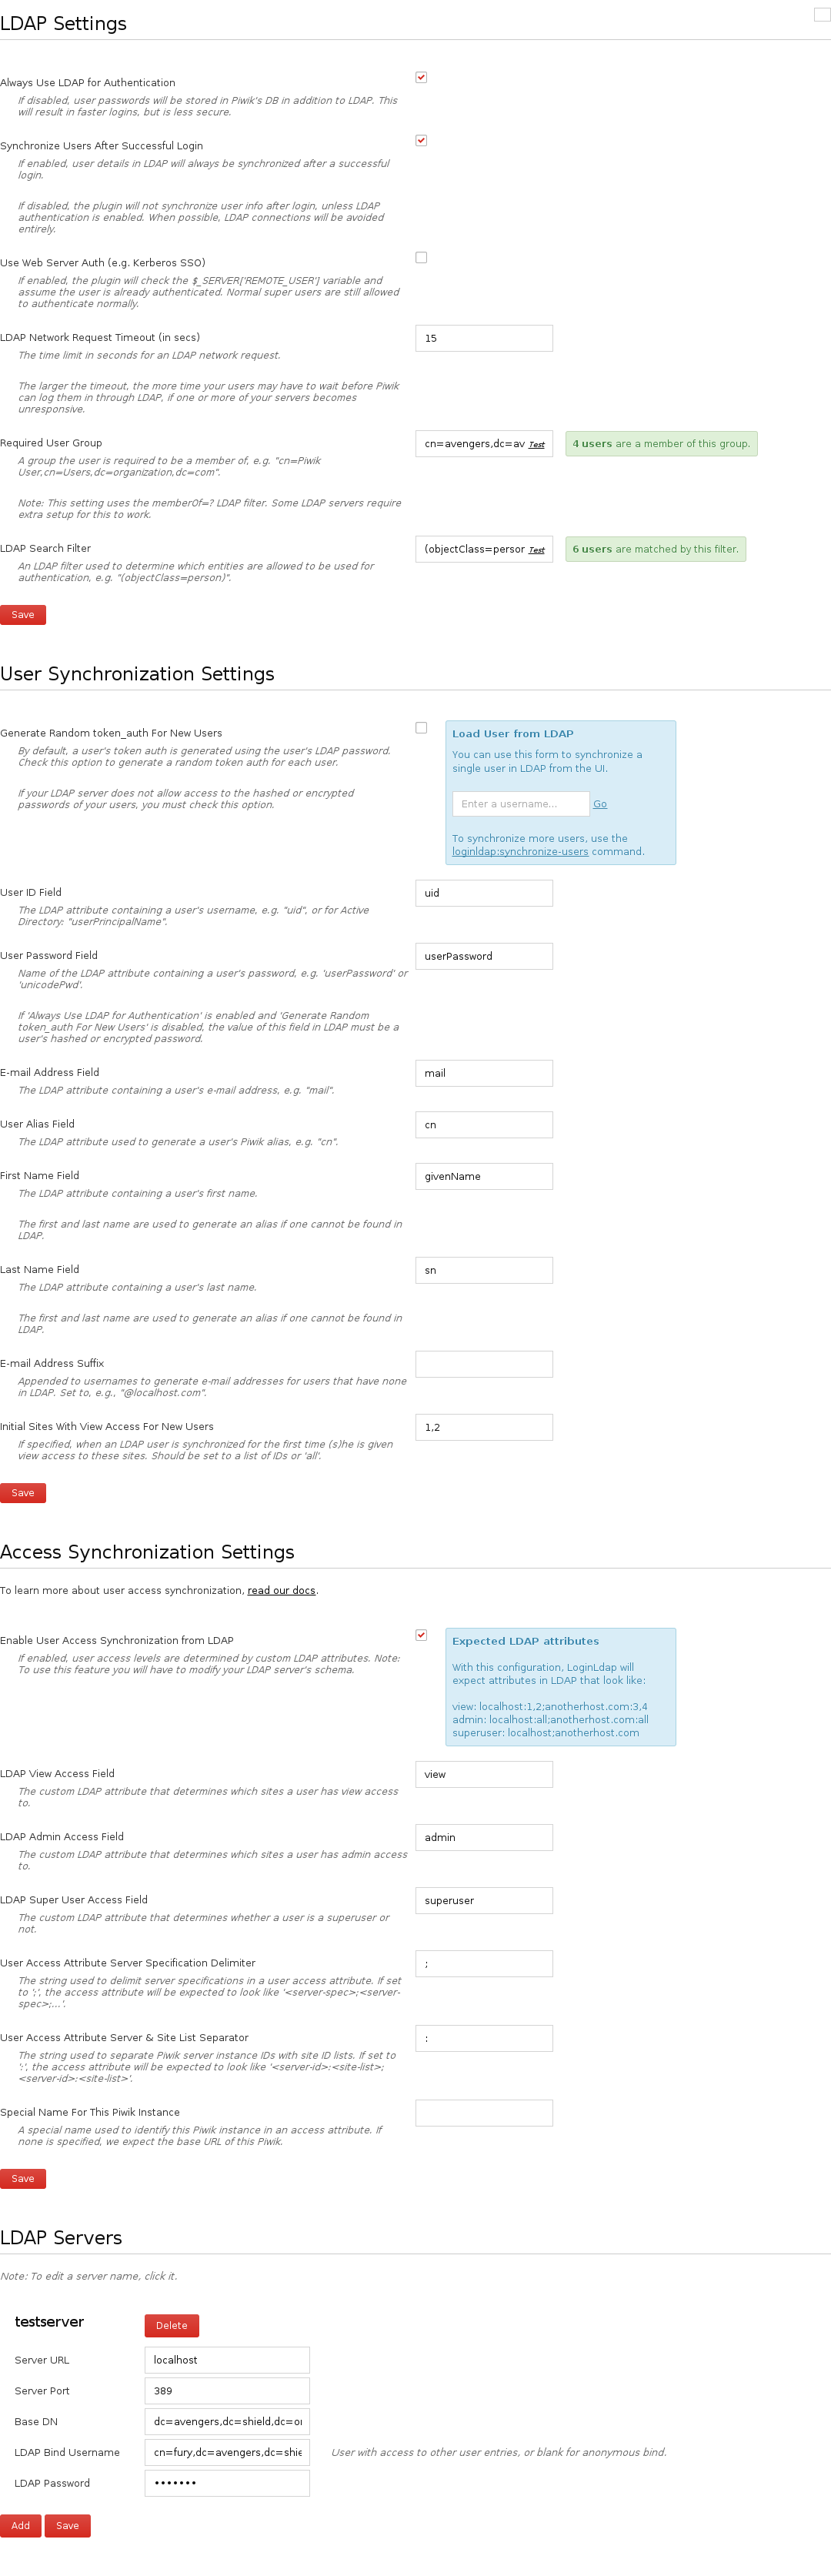 LDAP Settings
Always Use LDAP for Authentication
If disabled, user passwords will be stored in Piwik's DB in addition to LDAP. This
will result in faster logins, but is less secure.
Synchronize Users After Successful Login
If enabled, user details in LDAP will always be synchronized after a successful
login.
If disabled, the plugin will not synchronize user info after login, unless LDAP
authentication is enabled. When possible, LDAP connections will be avoided
entirely.
Use Web Server Auth (e.g. Kerberos SSO)
If enabled, the plugin will check the $_SERVER['REMOTE_USER'] variable and
assume the user is already authenticated. Normal super users are still allowed
to authenticate normally.
LDAP Network Request Timeout (in secs)
15
The time limit in seconds for an LDAP network request.
The larger the timeout, the more time your users may have to wait before Piwik
can log them in through LDAP, if one or more of your servers becomes
unresponsive.
Required User Group
cn=avengers,dc=av Test
4 users are a member of this group.
A group the user is required to be a member of, e.g. "cn=Piwik
User,cn=Users,dc=organization,dc=com".
Note: This setting uses the memberOf=? LDAP filter. Some LDAP servers require
extra setup for this to work.
LDAP Search Filter
(objectClass=person Test
6 users are matched by this filter.
An LDAP filter used to determine which entities are allowed to be used for
authentication, e.g. "(objectClass=person)".
Save
User Synchronization Settings
Generate Random token_auth For New Users
By default, a user's token auth is generated using the user's LDAP password.
Check this option to generate a random token auth for each user.
If your LDAP server does not allow access to the hashed or encrypted
passwords of your users, you must check this option.
Load User from LDAP
You can use this form to synchronize a
single user in LDAP from the UI.
Enter a username... Go
To synchronize more users, use the
loginldap:synchronize-users command.
User ID Field
uid
The LDAP attribute containing a user's username, e.g. "uid", or for Active
Directory: "userPrincipalName".
User Password Field
userPassword
Name of the LDAP attribute containing a user's password, e.g. 'userPassword' or
'unicodePwd'.
If 'Always Use LDAP for Authentication' is enabled and 'Generate Random
token_auth For New Users' is disabled, the value of this field in LDAP must be a
user's hashed or encrypted password.
E-mail Address Field
mail
The LDAP attribute containing a user's e-mail address, e.g. "mail".
User Alias Field
cn
The LDAP attribute used to generate a user's Piwik alias, e.g. "cn".
First Name Field
givenName
The LDAP attribute containing a user's first name.
The first and last name are used to generate an alias if one cannot be found in
LDAP.
Last Name Field
sn
The LDAP attribute containing a user's last name.
The first and last name are used to generate an alias if one cannot be found in
LDAP.
E-mail Address Suffix
Appended to usernames to generate e-mail addresses for users that have none
in LDAP. Set to, e.g., "@localhost.com".
Initial Sites With View Access For New Users
1,2
If specified, when an LDAP user is synchronized for the first time (s)he is given
view access to these sites. Should be set to a list of IDs or 'all'.
Save
Access Synchronization Settings
To learn more about user access synchronization, read our docs.
Enable User Access Synchronization from LDAP
If enabled, user access levels are determined by custom LDAP attributes. Note:
To use this feature you will have to modify your LDAP server's schema.
Expected LDAP attributes
With this configuration, LoginLdap will
expect attributes in LDAP that look like:
view: localhost:1,2;anotherhost.com:3,4
admin: localhost:all;anotherhost.com:all
superuser: localhost;anotherhost.com
LDAP View Access Field
view
The custom LDAP attribute that determines which sites a user has view access
to.
LDAP Admin Access Field
admin
The custom LDAP attribute that determines which sites a user has admin access
to.
LDAP Super User Access Field
superuser
The custom LDAP attribute that determines whether a user is a superuser or
not.
User Access Attribute Server Specification Delimiter
;
The string used to delimit server specifications in a user access attribute. If set
to ';', the access attribute will be expected to look like '<server-spec>;<server-
spec>;...'.
User Access Attribute Server & Site List Separator
:
The string used to separate Piwik server instance IDs with site ID lists. If set to
':', the access attribute will be expected to look like '<server-id>:<site-list>;
<server-id>:<site-list>'.
Special Name For This Piwik Instance
A special name used to identify this Piwik instance in an access attribute. If
none is specified, we expect the base URL of this Piwik.
Save
LDAP Servers
Note: To edit a server name, click it.
testserver
Delete
Server URL
localhost
Server Port
389
Base DN
dc=avengers,dc=shield,dc=or
LDAP Bind Username
cn=fury,dc=avengers,dc=shie
User with access to other user entries, or blank for anonymous bind.
LDAP Password
•••••••
Add Save